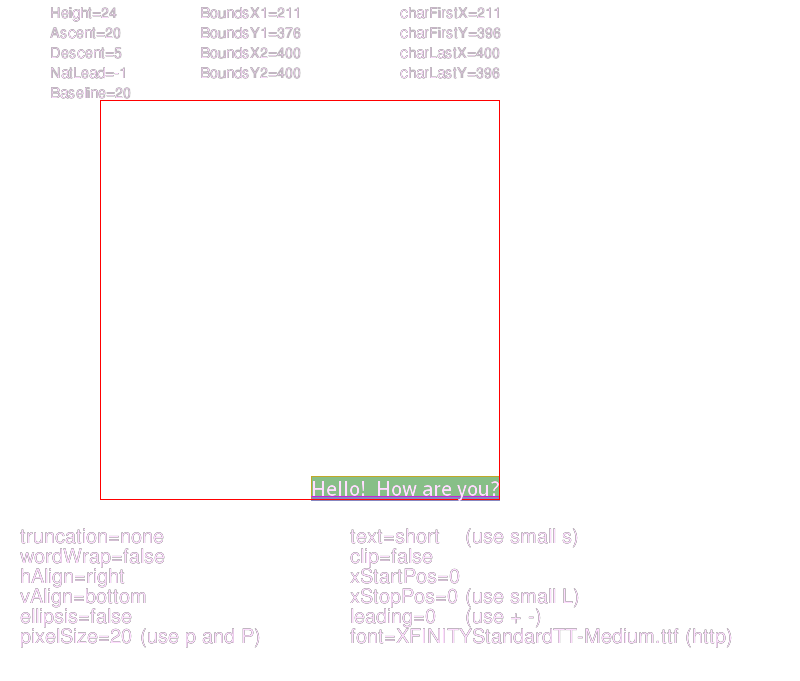 Height=24 BoundsX1=211 charFirstX=211
Ascent=20 BoundsY1=376 charFirstY=396
Descent=5 BoundsX2=400 charLastX=400
NatLead=-1 BoundsY2=400 charLastY=396
Baseline=20
Hello!  How are you?
truncation=none text=short (use small s)
wordWrap=false clip=false
hAlign=right xStartPos=0
vAlign=bottom xStopPos=0 (use small L)
ellipsis=false leading=0 (use + -)
pixelSize=20 (use p and P) font=XFINITYStandardTT-Medium.ttf (http)